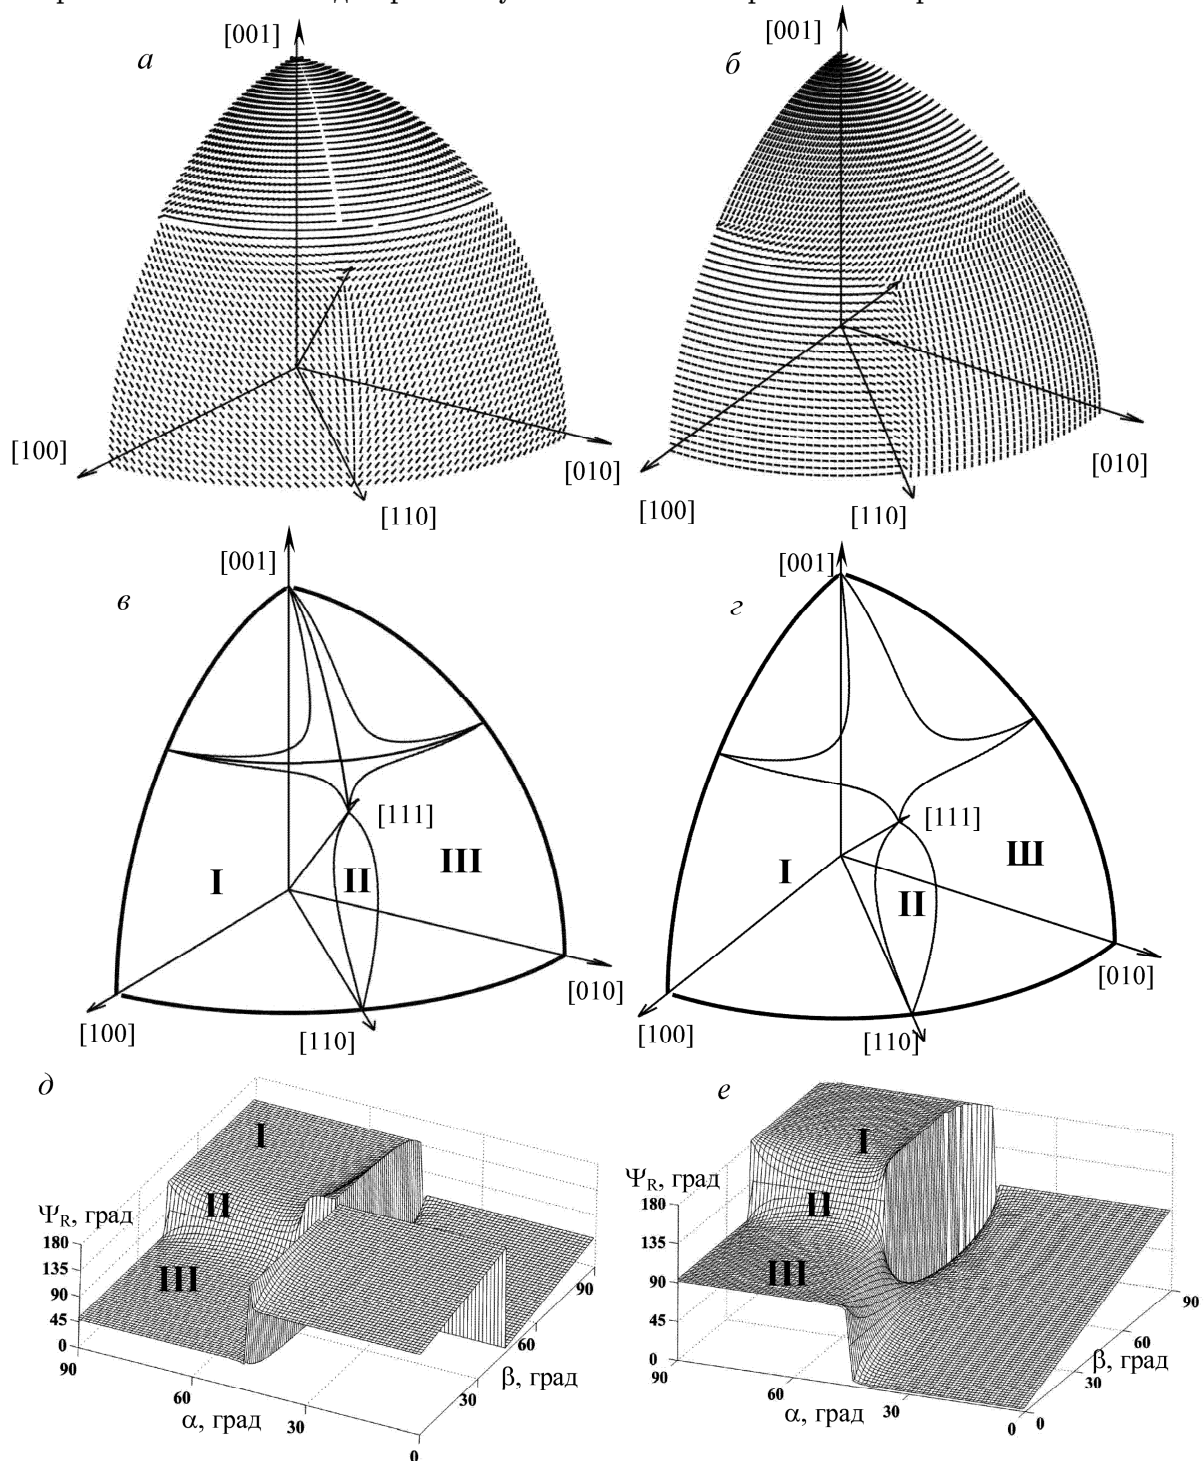 [001]
а
[100]
[010]
[110]
[001]
б
[100]
[010]
[110]
[001]
в
[111]
I
II
III
[100]
[010]
[110]
[001]
г
[111]
I
II
III
[100]
[010]
[110]
д
I
II
III
Ψ_R, град
180
135
90
45
0
90
60
30
0
α, град
30
60
90
β, град
е
I
II
III
Ψ_R, град
180
135
90
45
0
90
60
30
0
α, град
0
30
60
90
β, град